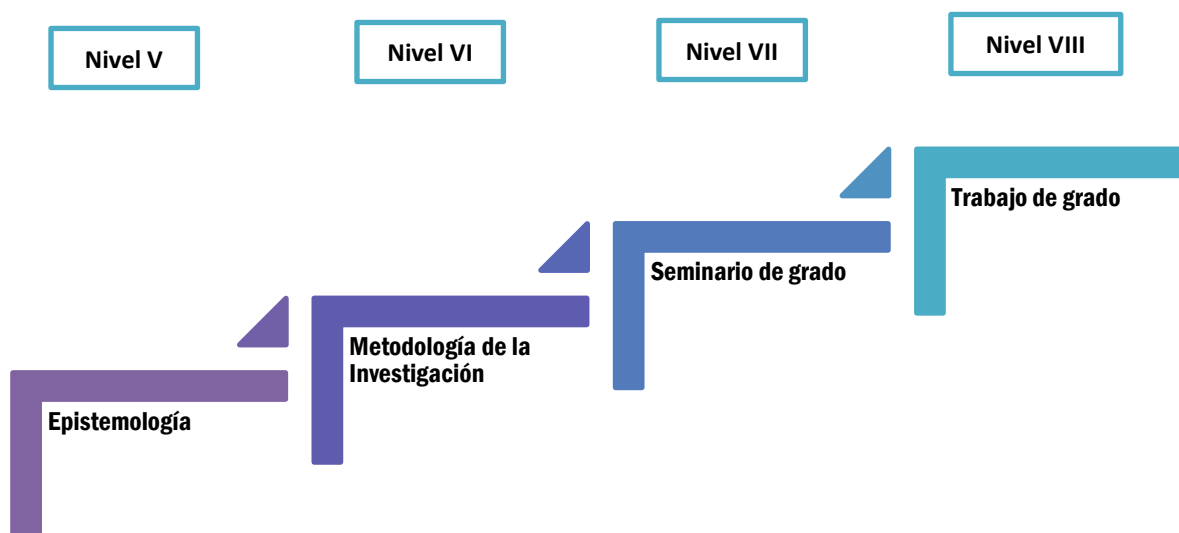 Nivel V
Nivel VI
Nivel VII
Nivel VIII
Trabajo de grado
Seminario de grado
Metodología de la
Investigación
Epistemología